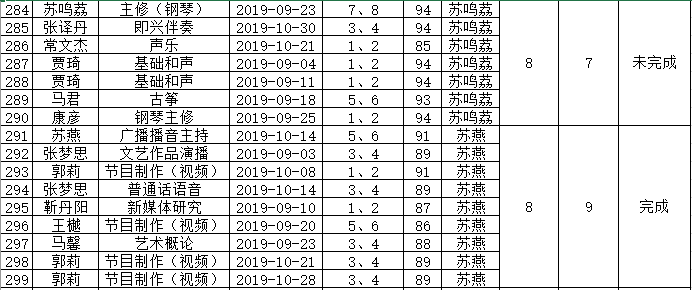 284 苏鸣荔 主修（钢琴） 2019-09-23 7、8 94 苏鸣荔
285 张译丹 即兴伴奏 2019-10-30 3、4 94 苏鸣荔
286 常文杰 声乐 2019-10-21 1、2 85 苏鸣荔
287 贾琦 基础和声 2019-09-04 1、2 94 苏鸣荔 8 7 未完成
288 贾琦 基础和声 2019-09-11 1、2 94 苏鸣荔
289 马君 古筝 2019-09-18 5、6 93 苏鸣荔
290 康彦 钢琴主修 2019-09-25 1、2 94 苏鸣荔
291 苏燕 广播播音主持 2019-10-14 5、6 91 苏燕
292 张梦思 文艺作品演播 2019-09-03 3、4 89 苏燕
293 郭莉 节目制作（视频） 2019-10-08 1、2 91 苏燕
294 张梦思 普通话语音 2019-10-14 3、4 89 苏燕
295 靳丹阳 新媒体研究 2019-09-10 1、2 87 苏燕 8 9 完成
296 王樾 节目制作（视频） 2019-09-20 5、6 86 苏燕
297 马馨 艺术概论 2019-09-23 3、4 88 苏燕
298 郭莉 节目制作（视频） 2019-10-21 3、4 89 苏燕
299 郭莉 节目制作（视频） 2019-10-28 3、4 89 苏燕